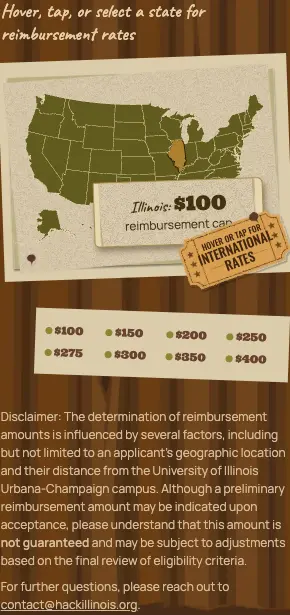 Hover, tap, or select a state for
reimbursement rates
Illinois: $100
reimbursement cap
HOVER OR TAP FOR
INTERNATIONAL
RATES
$100 $150 $200 $250
$275 $300 $350 $400
Disclaimer: The determination of reimbursement
amounts is influenced by several factors, including
but not limited to an applicant's geographic location
and their distance from the University of Illinois
Urbana-Champaign campus. Although a preliminary
reimbursement amount may be indicated upon
acceptance, please understand that this amount is
not guaranteed and may be subject to adjustments
based on the final review of eligibility criteria.
For further questions, please reach out to
contact@hackillinois.org.